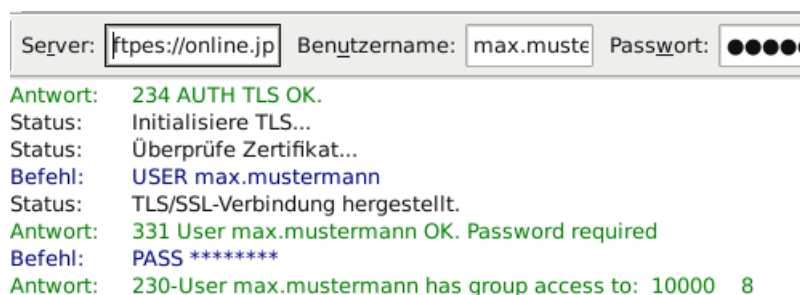 Server: ftpes://online.jp Benutzername: max.muste Passwort: ●●●●●
Antwort: 234 AUTH TLS OK.
Status: Initialisiere TLS...
Status: Überprüfe Zertifikat...
Befehl: USER max.mustermann
Status: TLS/SSL-Verbindung hergestellt.
Antwort: 331 User max.mustermann OK. Password required
Befehl: PASS ********
Antwort: 230-User max.mustermann has group access to: 10000 8